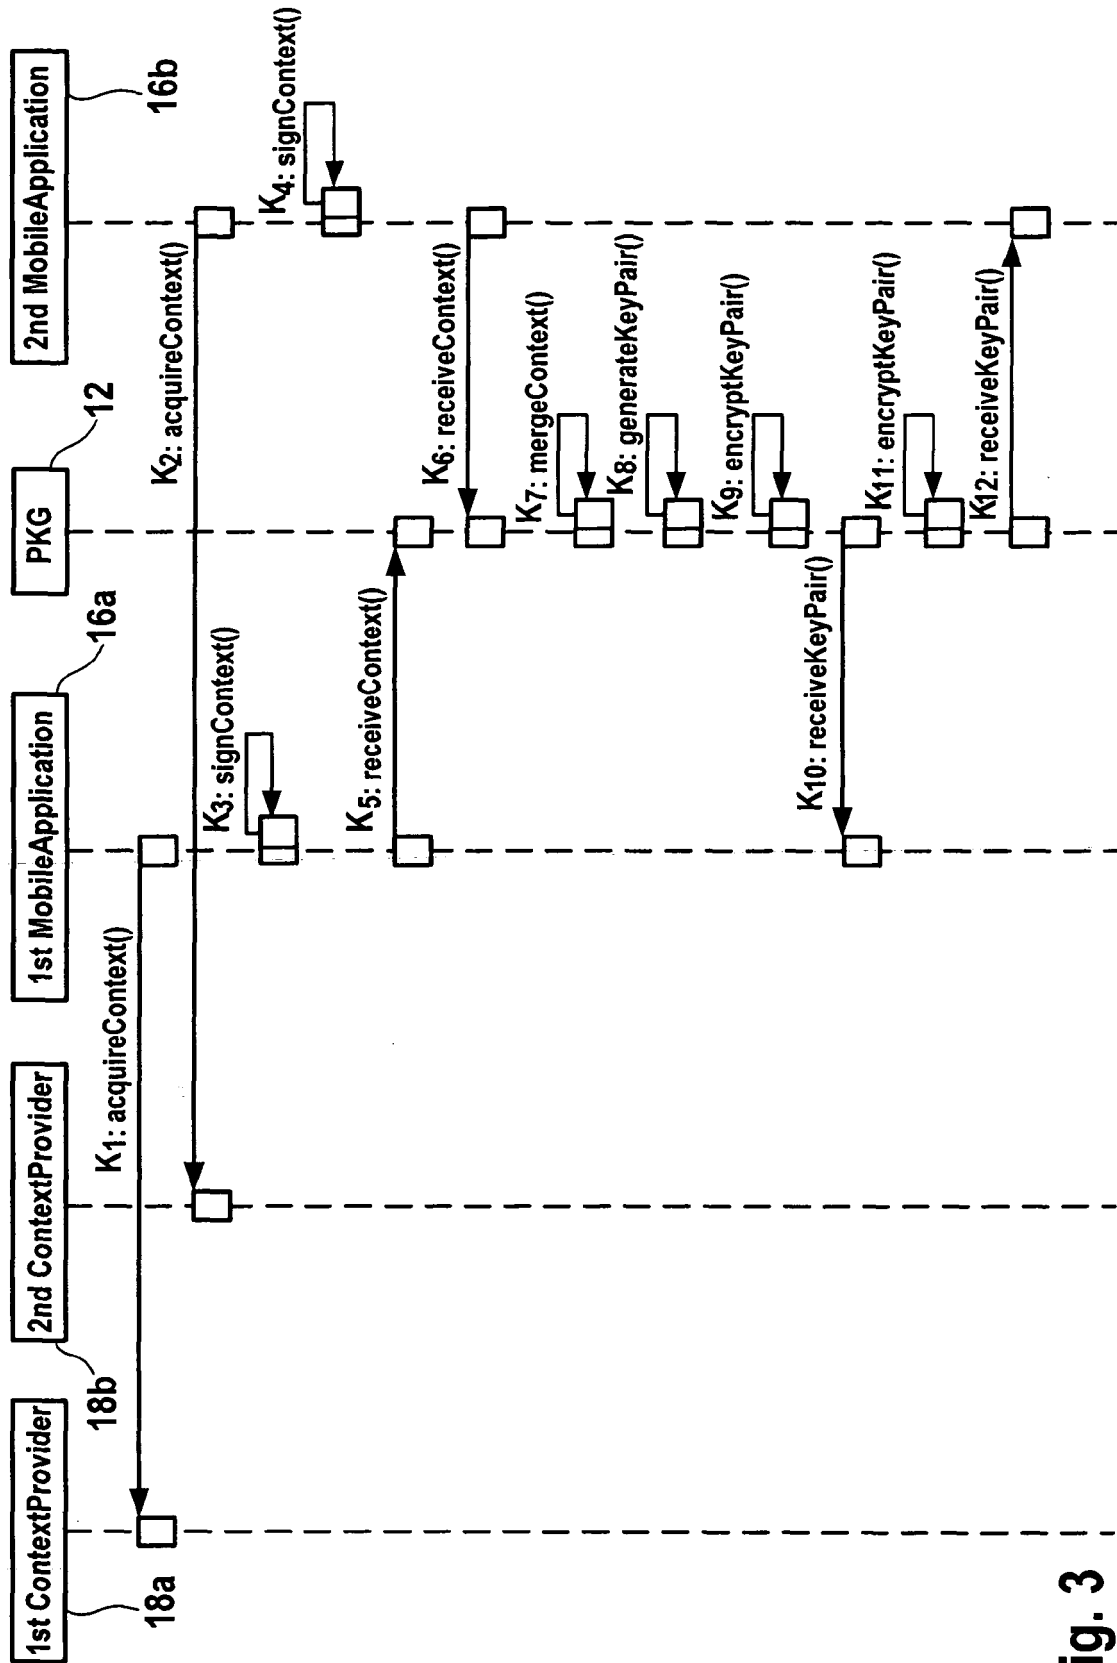 1st ContextProvider
18a
2nd ContextProvider
18b
1st MobileApplication
16a
PKG
12
2nd MobileApplication
16b
K1: acquireContext()
K2: acquireContext()
K3: signContext()
K4: signContext()
K5: receiveContext()
K6: receiveContext()
K7: mergeContext()
K8: generateKeyPair()
K9: encryptKeyPair()
K10: receiveKeyPair()
K11: encryptKeyPair()
K12: receiveKeyPair()
ig. 3